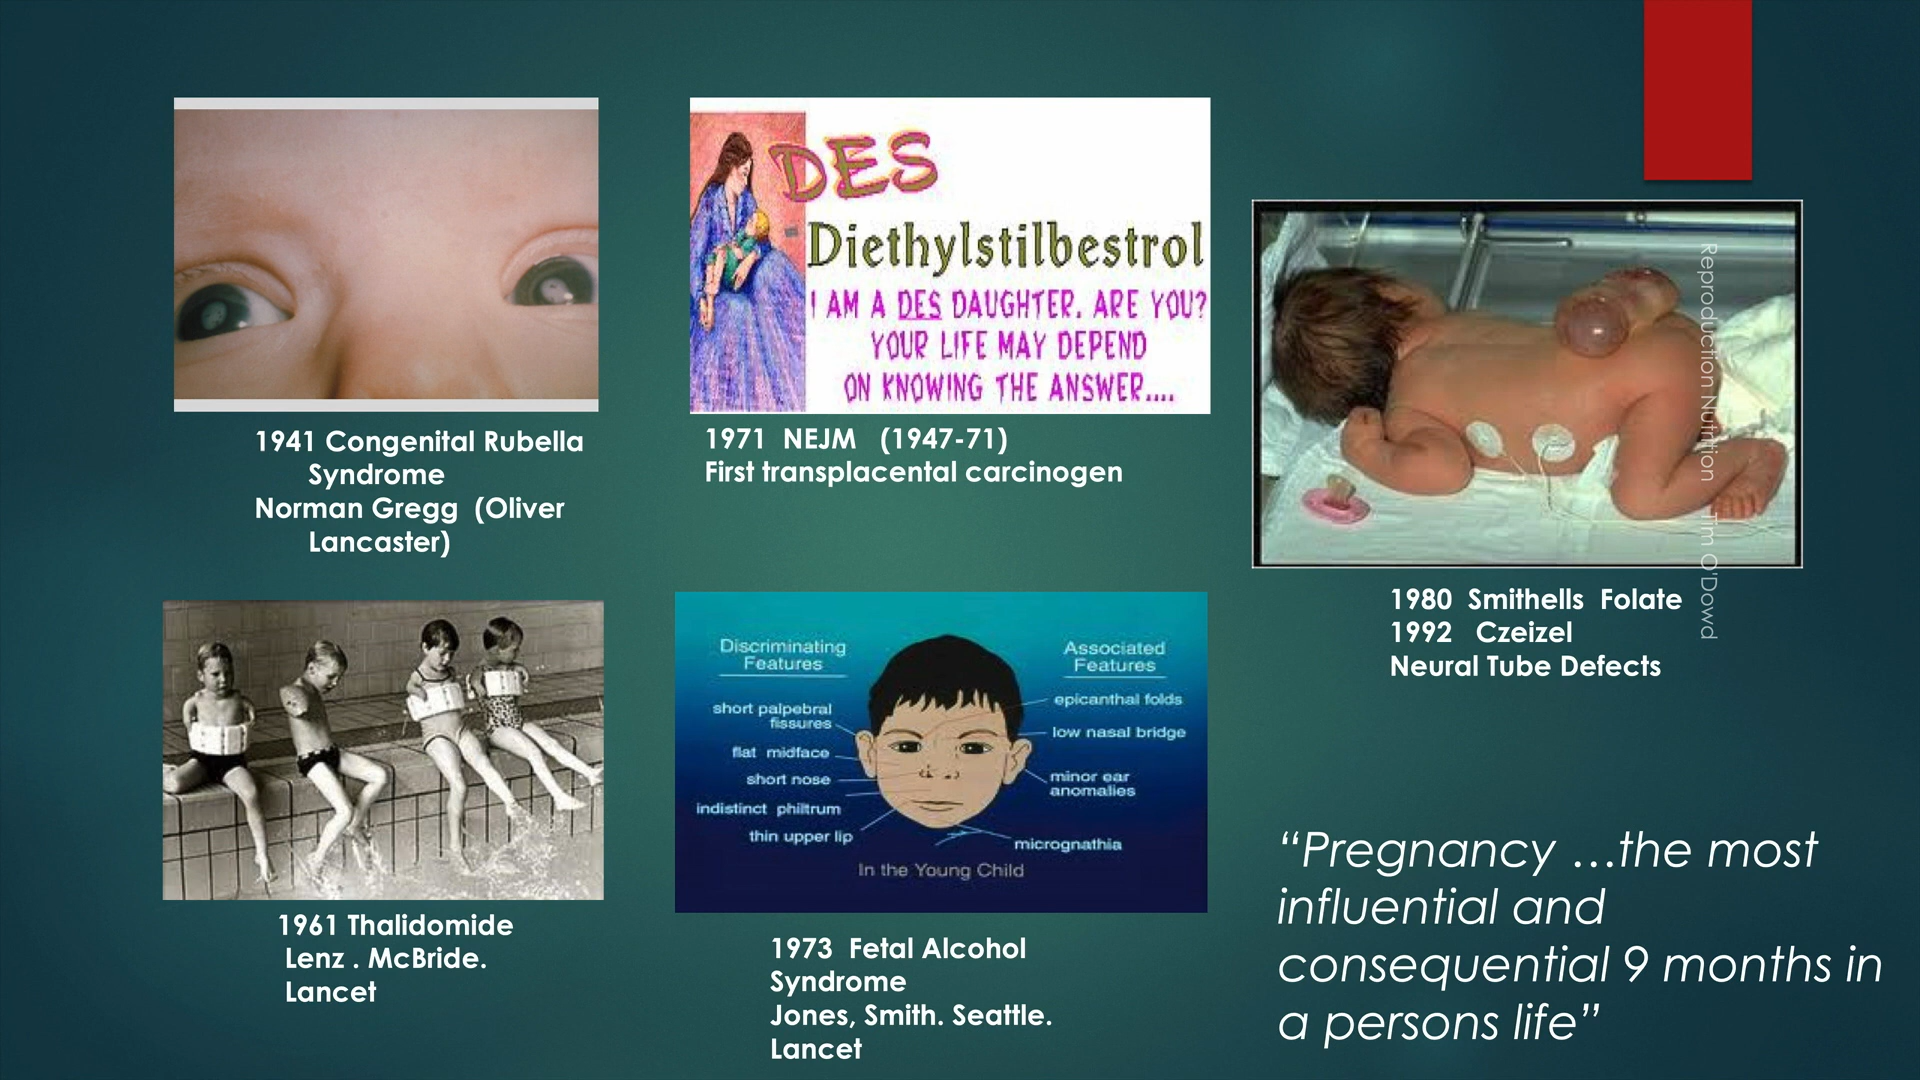 DES
Diethylstilbestrol
I AM A DES DAUGHTER. ARE YOU?
YOUR LIFE MAY DEPEND
ON KNOWING THE ANSWER....
1941 Congenital Rubella
Syndrome
Norman Gregg (Oliver
Lancaster)
1971 NEJM (1947-71)
First transplacental carcinogen
Reproduction Nutrition Tim O'Dowd
1980 Smithells Folate
1992 Czeizel
Neural Tube Defects
1961 Thalidomide
Lenz . McBride.
Lancet
Discriminating
Features
short palpebral
fissures
flat midface
short nose
indistinct philtrum
thin upper lip
Associated
Features
epicanthal folds
low nasal bridge
minor ear
anomalies
micrognathia
In the Young Child
1973 Fetal Alcohol
Syndrome
Jones, Smith. Seattle.
Lancet
“Pregnancy …the most
influential and
consequential 9 months in
a persons life”